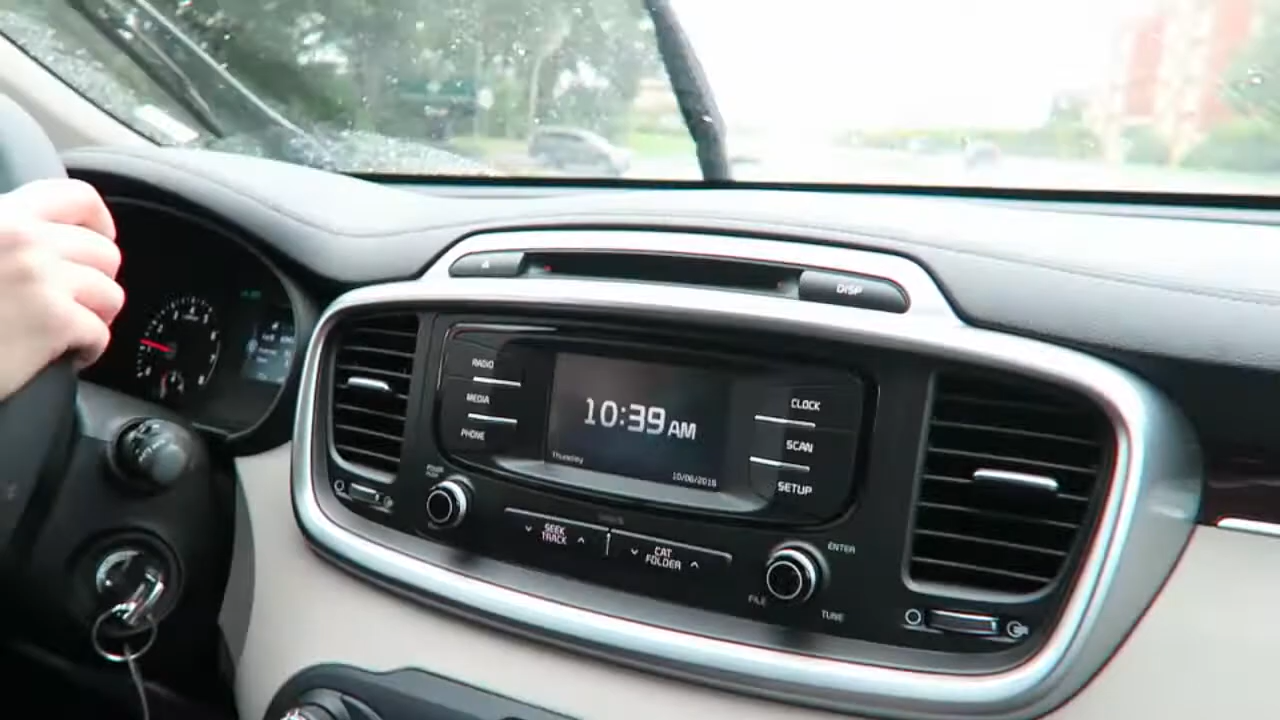 DISP
RADIO
MEDIA
PHONE
CLOCK
SCAN
SETUP
10:39 AM
Thursday
10/06/2016
SEEK
TRACK
CAT
FOLDER
ENTER
FILE
TUNE